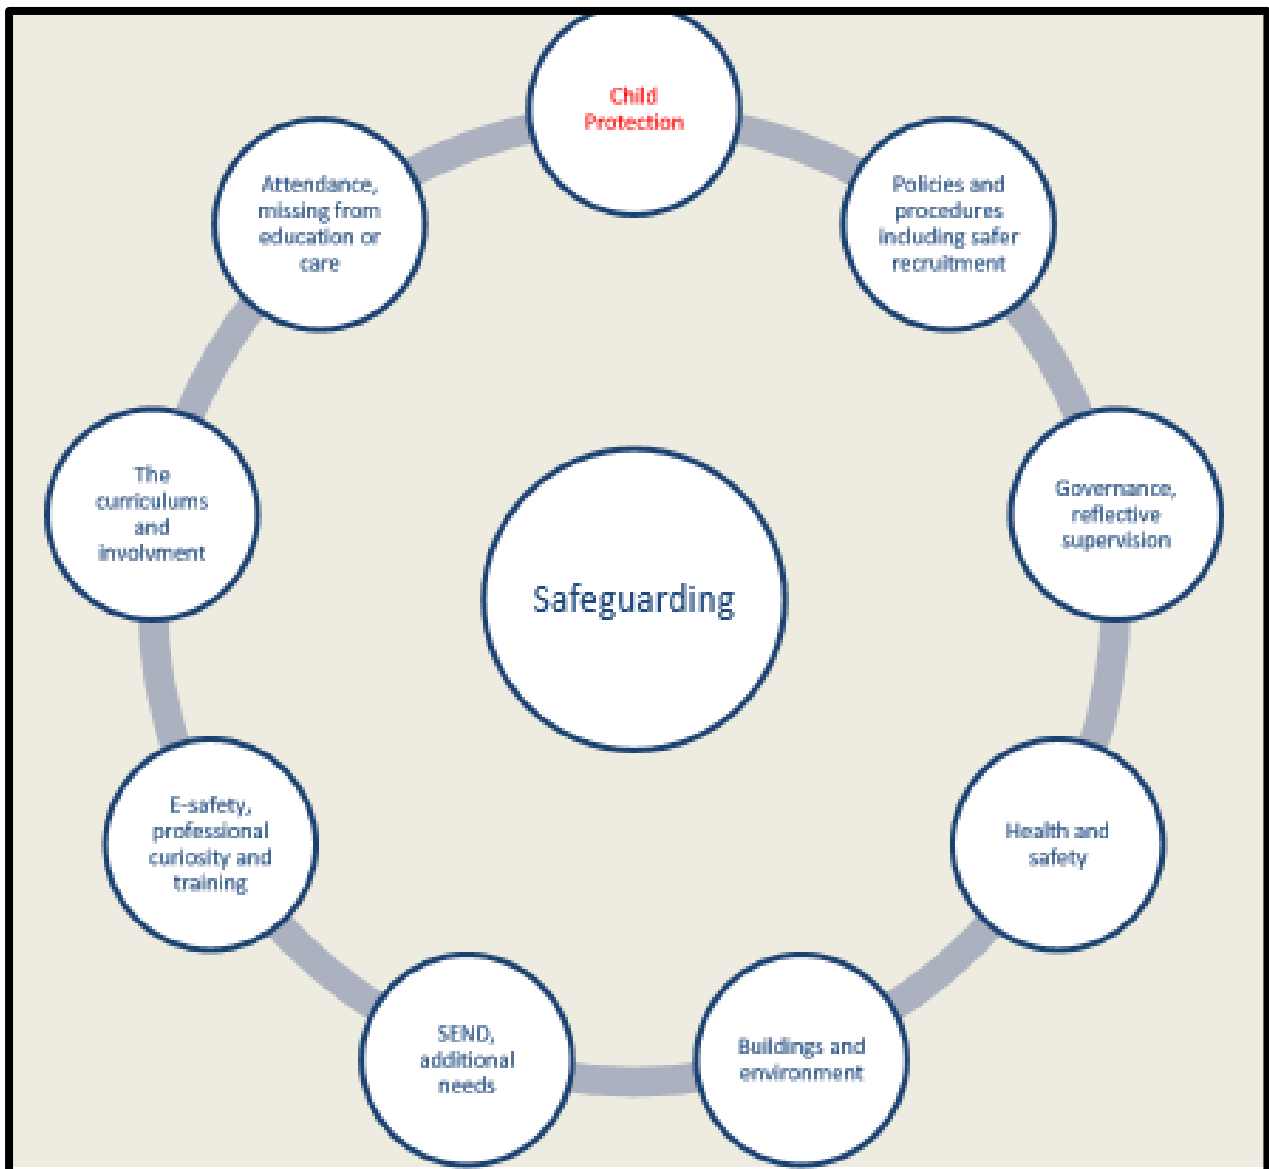 Child
Protection
Policies and
procedures
including safer
recruitment
Governance,
reflective
supervision
Health and
safety
Buildings and
environment
SEND,
additional
needs
E-safety,
professional
curiosity and
training
The
curriculums
and
involvment
Attendance,
missing from
education or
care
Safeguarding